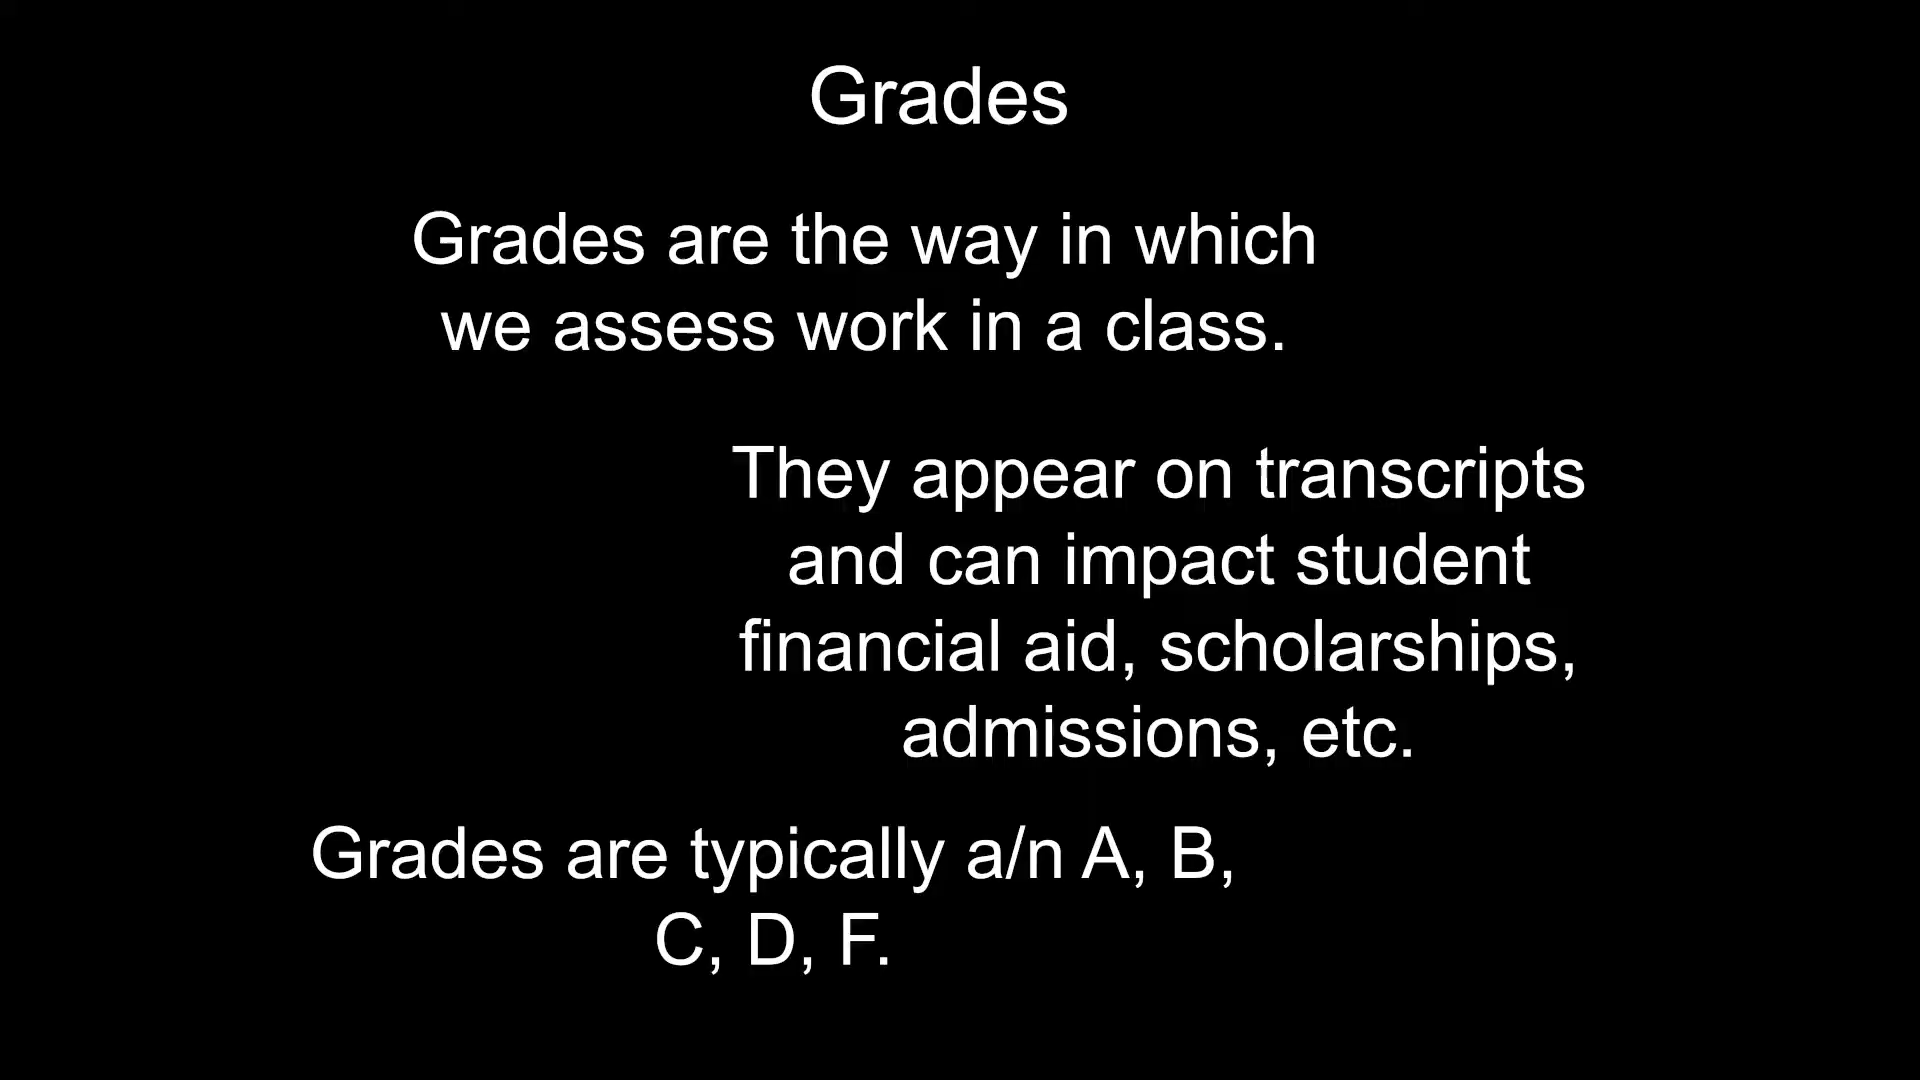 Grades
Grades are the way in which
we assess work in a class.
They appear on transcripts
and can impact student
financial aid, scholarships,
admissions, etc.
Grades are typically a/n A, B,
C, D, F.